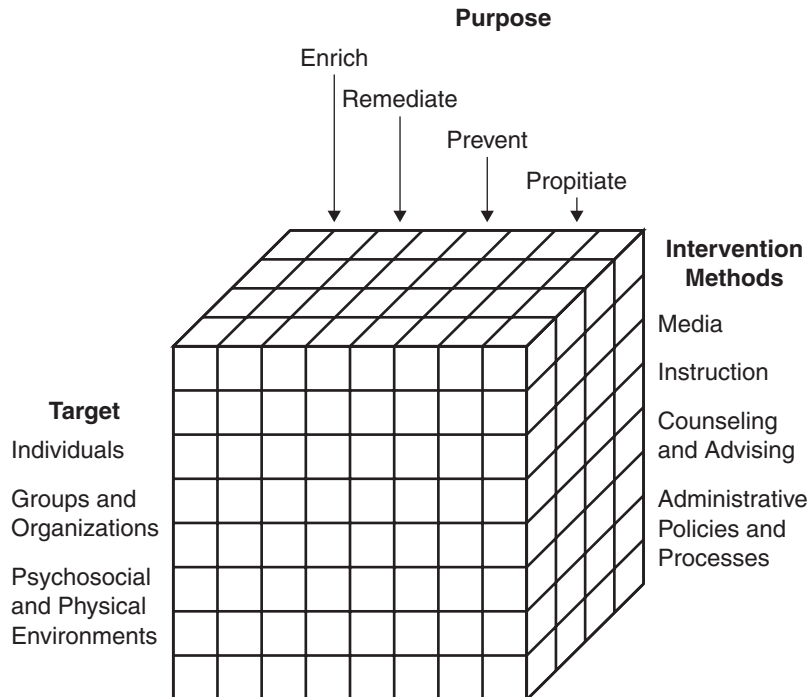 Purpose
Enrich
Remediate
Prevent
Propitiate
Intervention
Methods
Media
Instruction
Counseling
and Advising
Administrative
Policies and
Processes
Target
Individuals
Groups and
Organizations
Psychosocial
and Physical
Environments